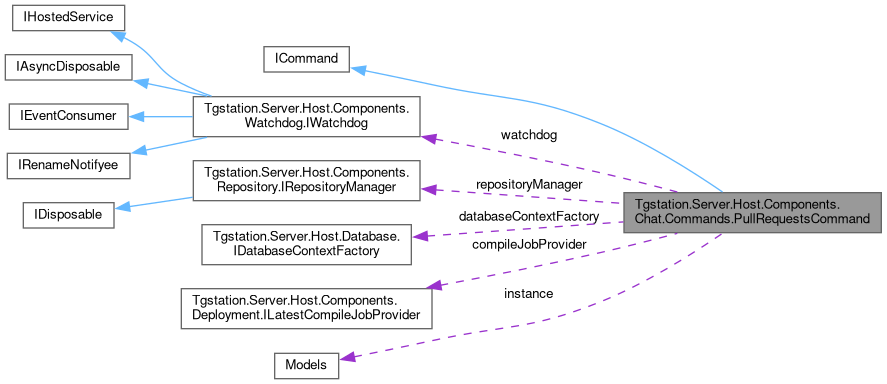 IHostedService
IAsyncDisposable
IEventConsumer
IRenameNotifyee
IDisposable
ICommand
Tgstation.Server.Host.Components.
Watchdog.IWatchdog
Tgstation.Server.Host.Components.
Repository.IRepositoryManager
Tgstation.Server.Host.Database.
IDatabaseContextFactory
Tgstation.Server.Host.Components.
Deployment.ILatestCompileJobProvider
Models
watchdog
repositoryManager
databaseContextFactory
compileJobProvider
instance
Tgstation.Server.Host.Components.
Chat.Commands.PullRequestsCommand